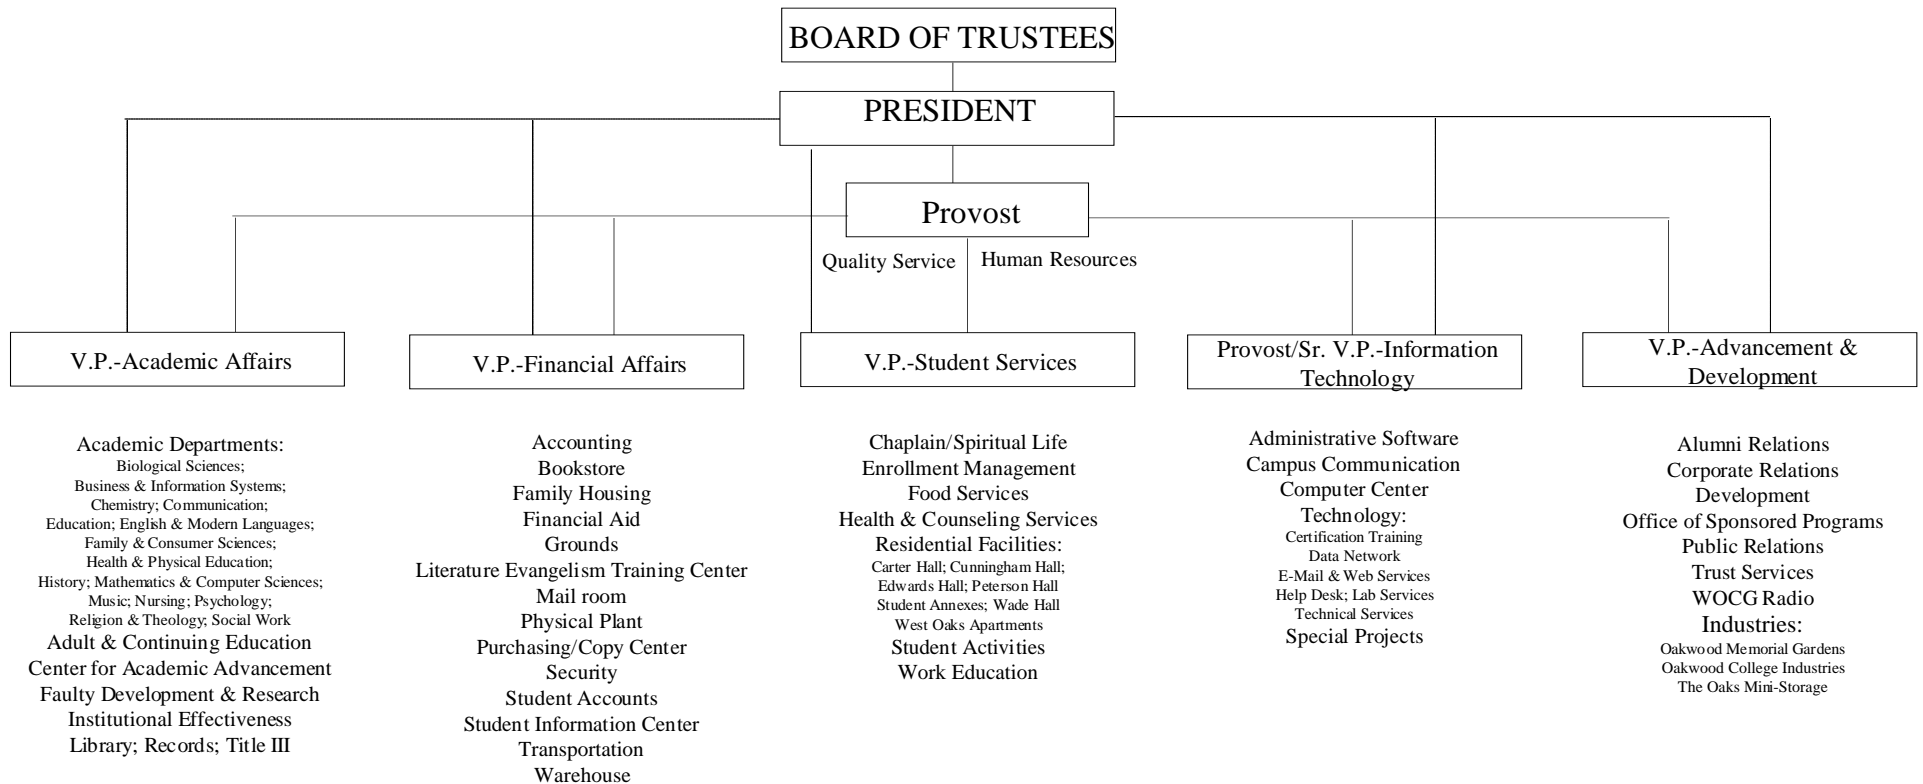 BOARD OF TRUSTEES
PRESIDENT
Provost
Quality Service
Human Resources
V.P.-Academic Affairs
Academic Departments:
Biological Sciences;
Business & Information Systems;
Chemistry; Communication;
Education; English & Modern Languages;
Family & Consumer Sciences;
Health & Physical Education;
History; Mathematics & Computer Sciences;
Music; Nursing; Psychology;
Religion & Theology; Social Work
Adult & Continuing Education
Center for Academic Advancement
Faulty Development & Research
Institutional Effectiveness
Library; Records; Title III
V.P.-Financial Affairs
Accounting
Bookstore
Family Housing
Financial Aid
Grounds
Literature Evangelism Training Center
Mail room
Physical Plant
Purchasing/Copy Center
Security
Student Accounts
Student Information Center
Transportation
Warehouse
V.P.-Student Services
Chaplain/Spiritual Life
Enrollment Management
Food Services
Health & Counseling Services
Residential Facilities:
Carter Hall; Cunningham Hall;
Edwards Hall; Peterson Hall
Student Annexes; Wade Hall
West Oaks Apartments
Student Activities
Work Education
Provost/Sr. V.P.-Information
Technology
Administrative Software
Campus Communication
Computer Center
Technology:
Certification Training
Data Network
E-Mail & Web Services
Help Desk; Lab Services
Technical Services
Special Projects
V.P.-Advancement &
Development
Alumni Relations
Corporate Relations
Development
Office of Sponsored Programs
Public Relations
Trust Services
WOCG Radio
Industries:
Oakwood Memorial Gardens
Oakwood College Industries
The Oaks Mini-Storage